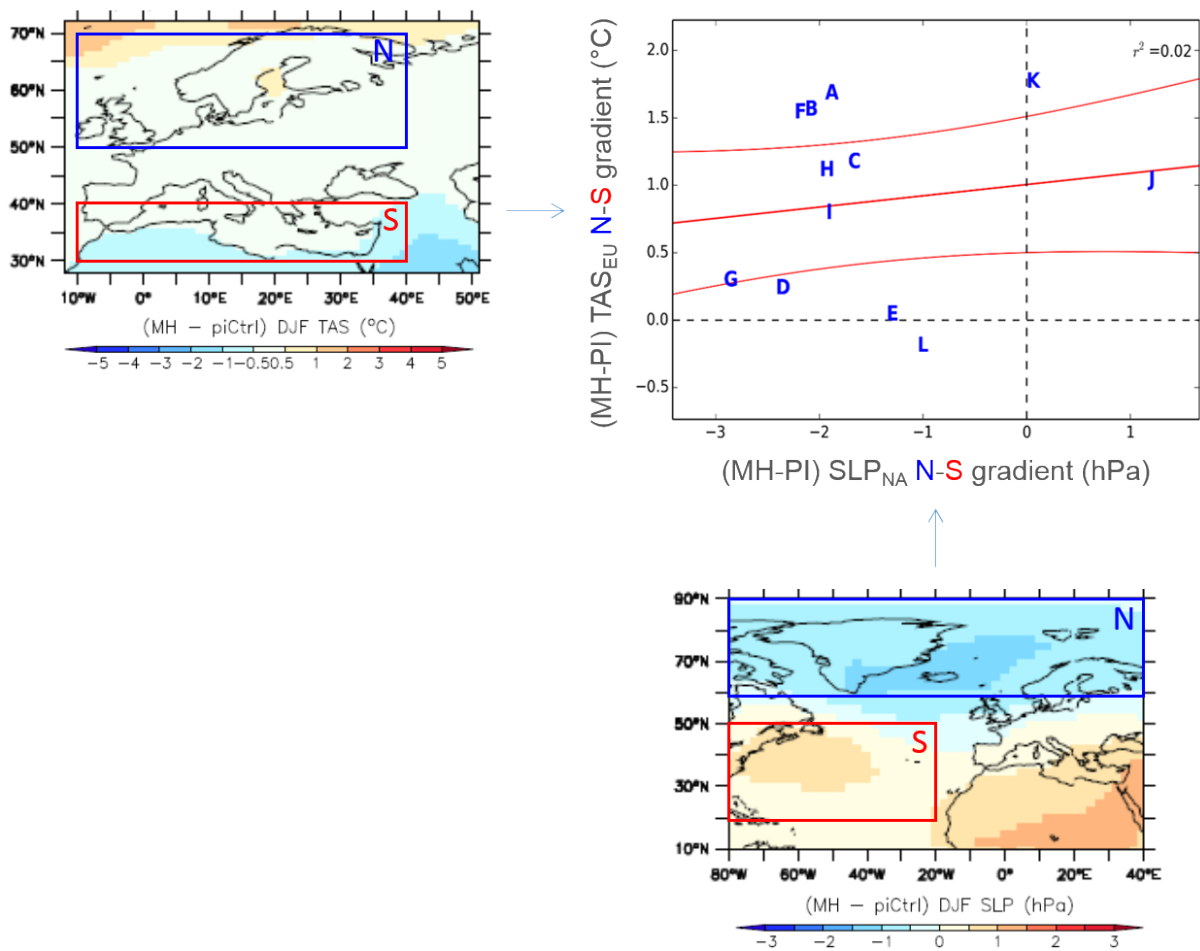 70°N
60°N
50°N
40°N
30°N
N
S
10°W 0° 10°E 20°E 30°E 40°E 50°E
(MH – piCtrl) DJF TAS (°C)
-5 -4 -3 -2 -1 -0.5 0.5 1 2 3 4 5
(MH-PI) TAS_EU N-S gradient (°C)
2.0
1.5
1.0
0.5
0.0
−0.5
r² =0.02
K
A
F B
H C
J
I
G D
E
L
−3 −2 −1 0 1
(MH-PI) SLP_NA N-S gradient (hPa)
90°N
70°N
50°N
30°N
10°N
N
S
80°W 60°W 40°W 20°W 0° 20°E 40°E
(MH – piCtrl) DJF SLP (hPa)
-3 -2 -1 0 1 2 3